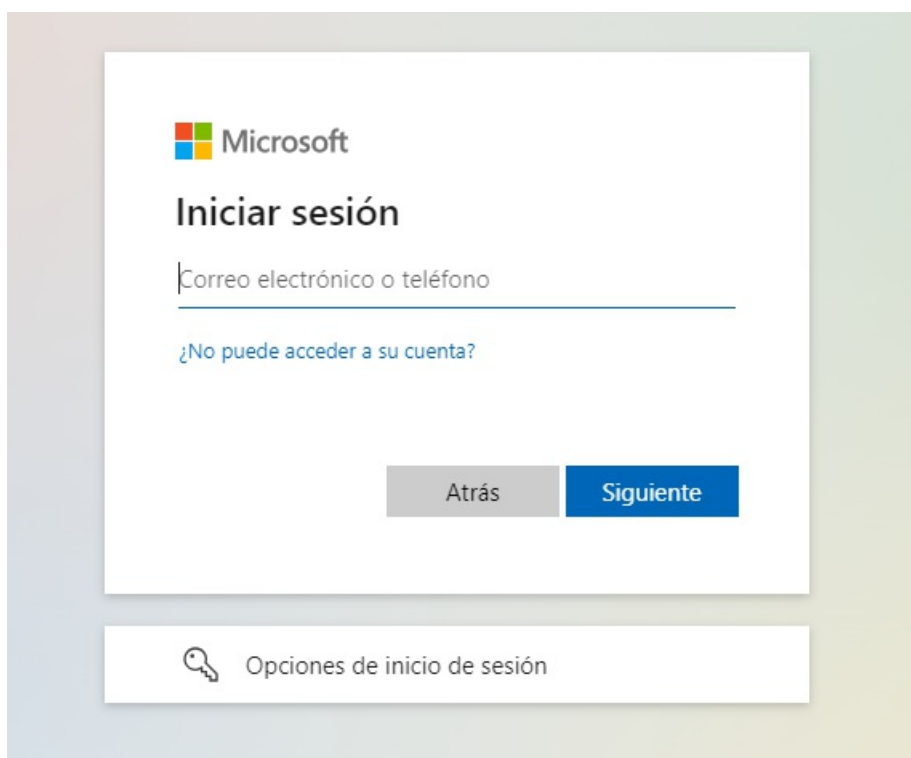 Microsoft
Iniciar sesión
Correo electrónico o teléfono
¿No puede acceder a su cuenta?
Atrás
Siguiente
Opciones de inicio de sesión